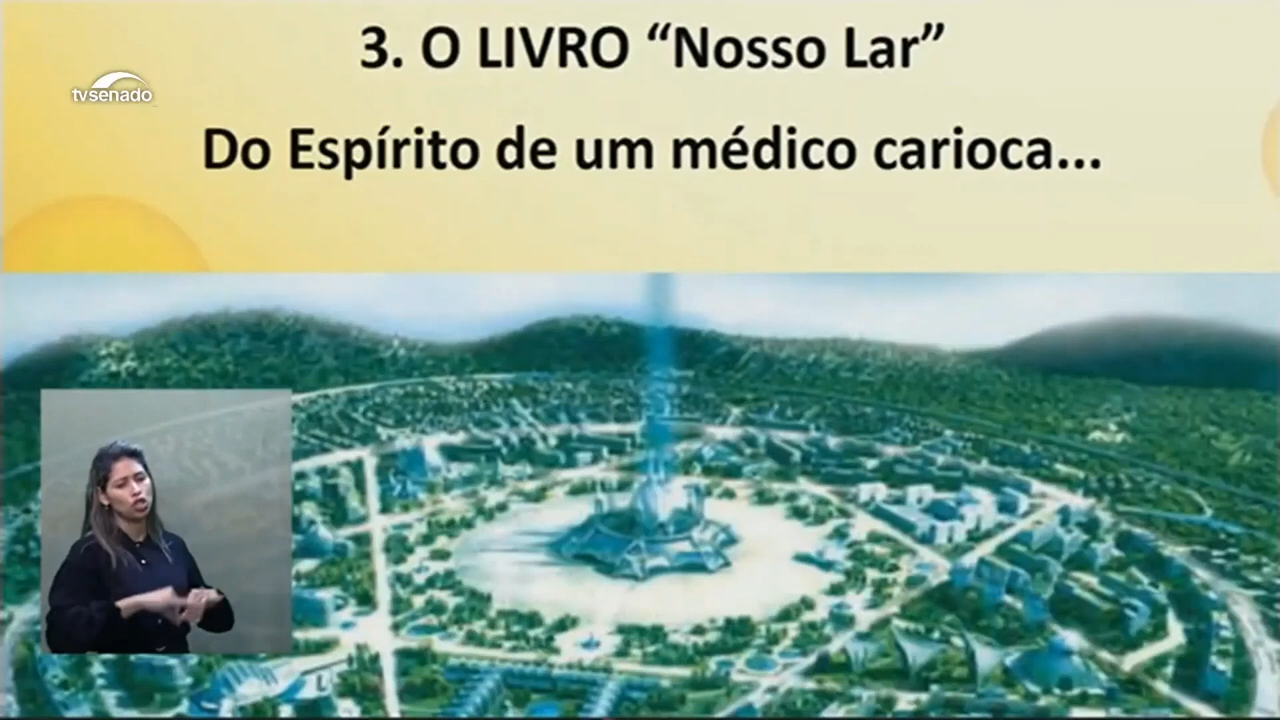 3. O LIVRO “Nosso Lar”
tvsenado
Do Espírito de um médico carioca...